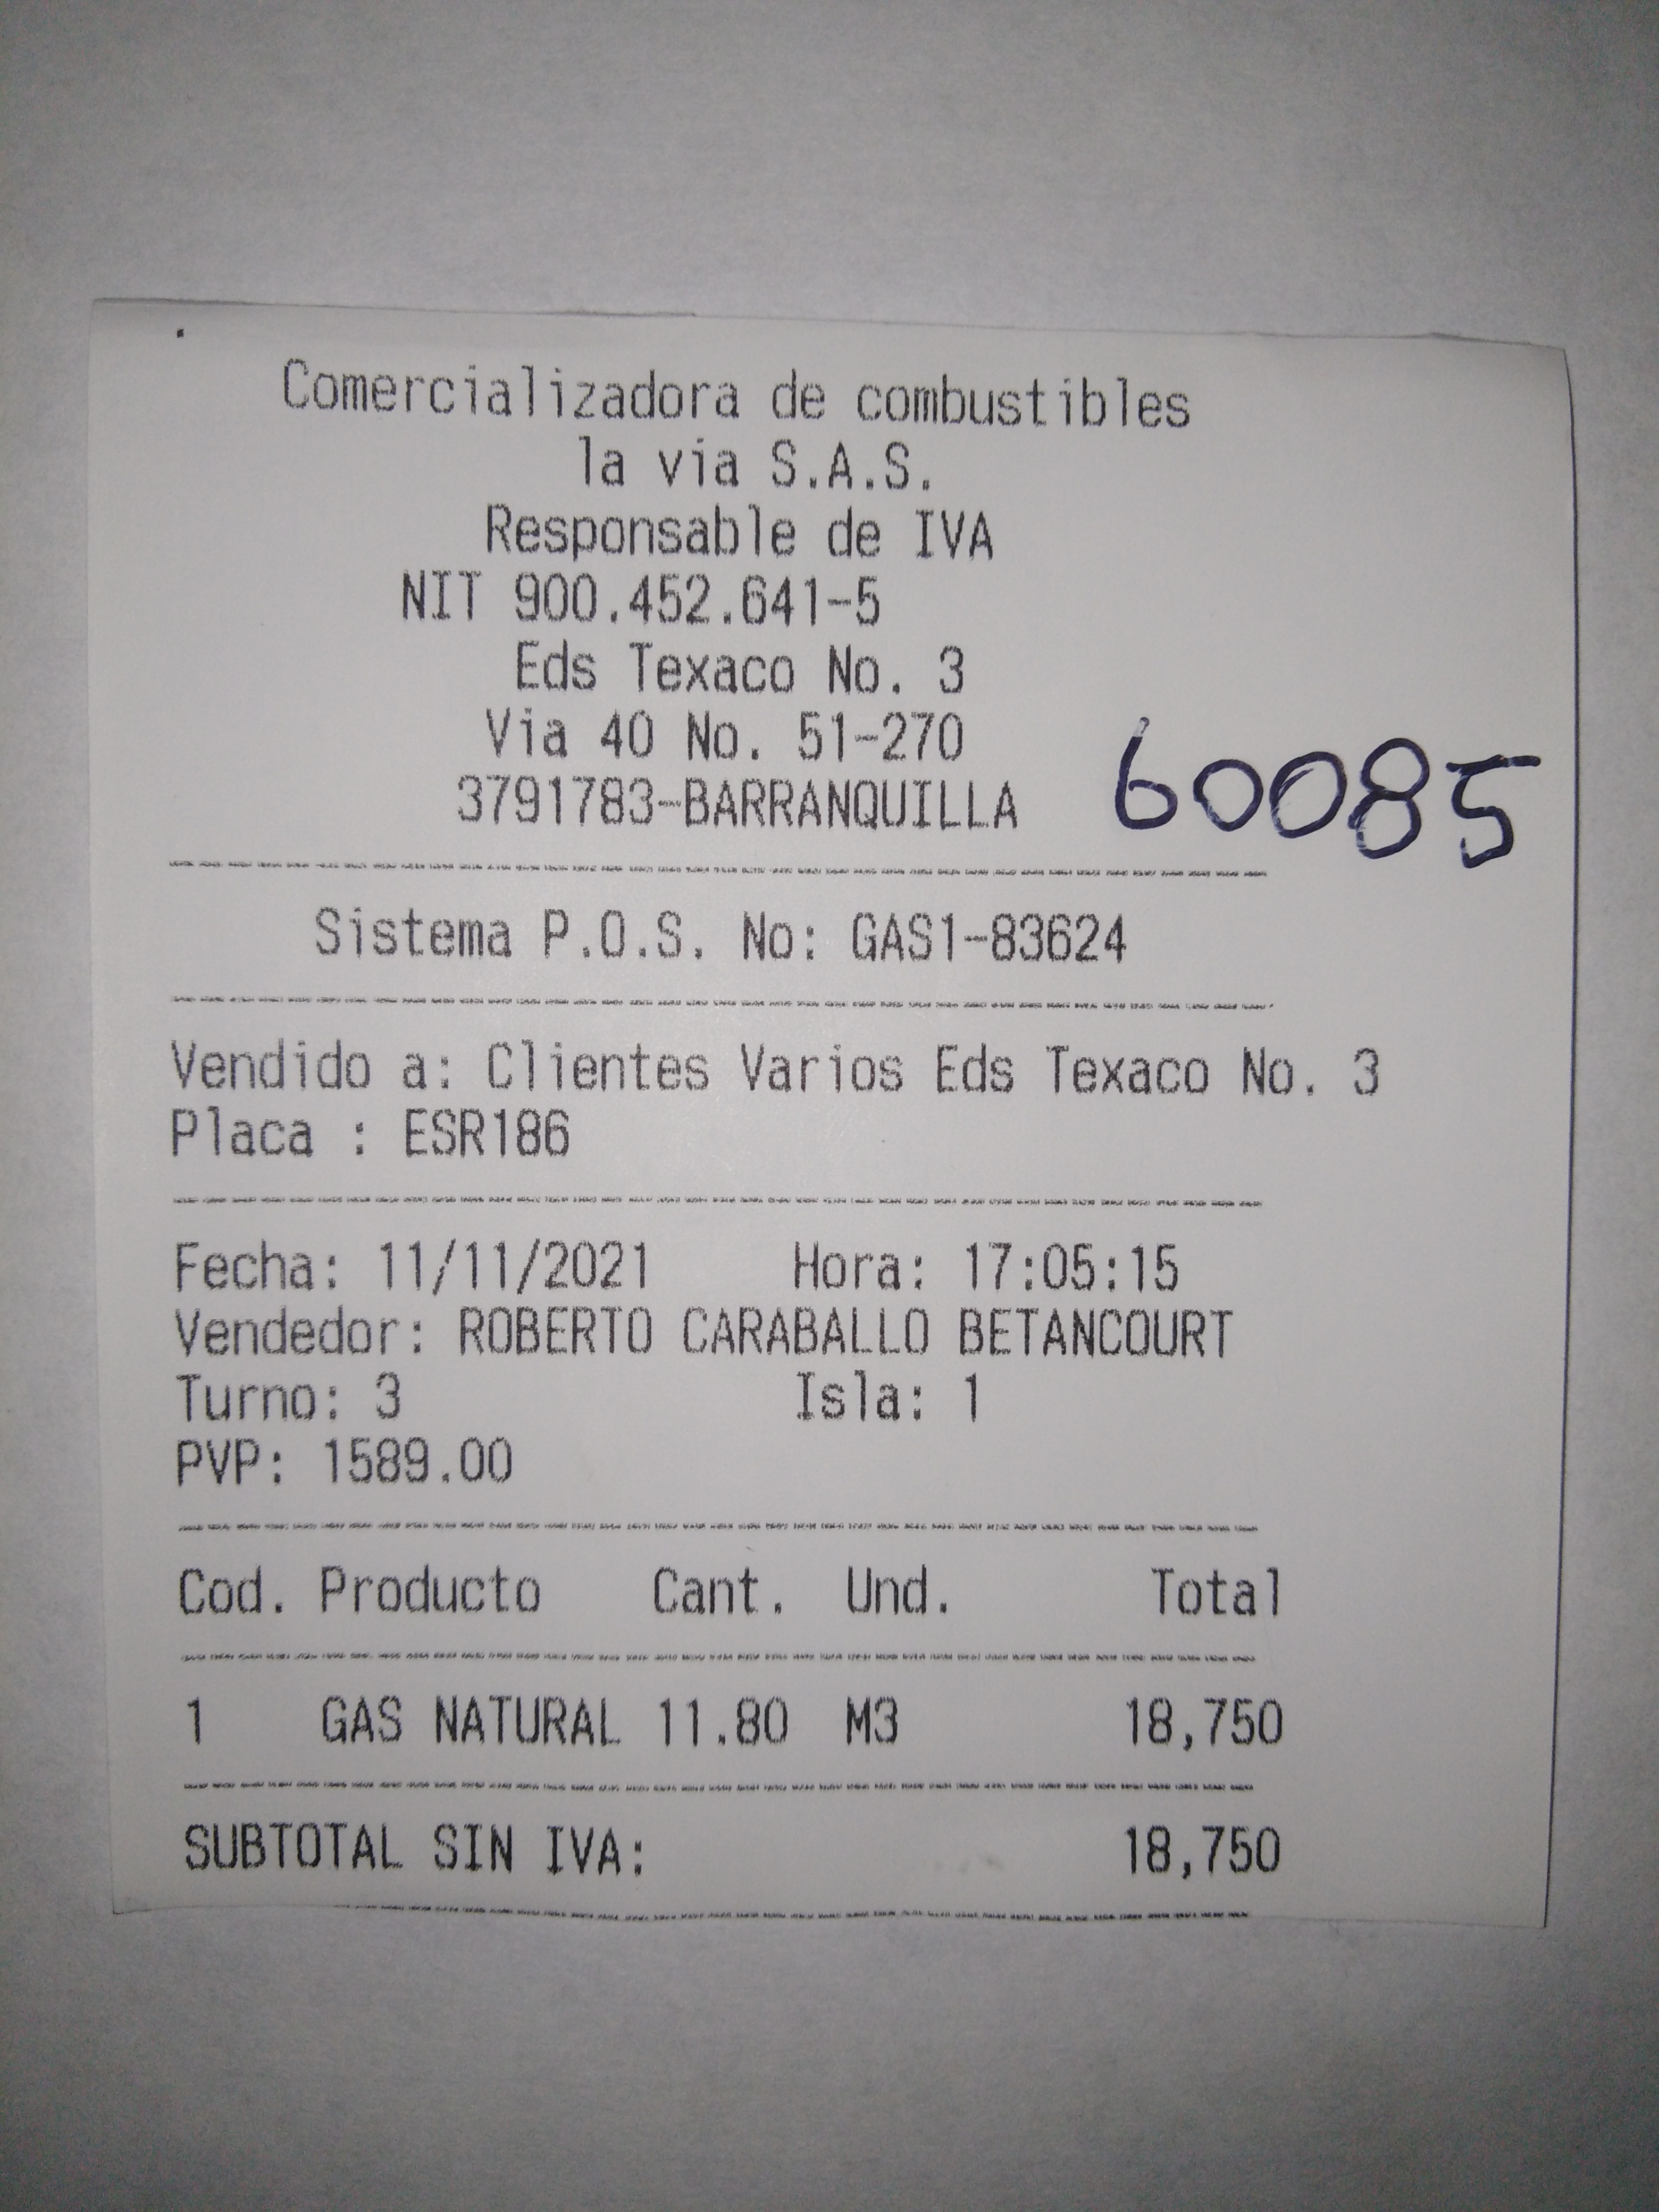 Comercializadora de combustibles
la via S.A.S.
Responsable de IVA
NIT 900.452.641-5
Eds Texaco No. 3
Via 40 No. 51-270
3791783-BARRANQUILLA
60085
Sistema P.O.S. No: GAS1-83624
Vendido a: Clientes Varios Eds Texaco No. 3
Placa : ESR186
Fecha: 11/11/2021 Hora: 17:05:15
Vendedor: ROBERTO CARABALLO BETANCOURT
Turno: 3 Isla: 1
PVP: 1589.00
Cod. Producto Cant. Und. Total
1 GAS NATURAL 11.80 M3 18,750
SUBTOTAL SIN IVA: 18,750